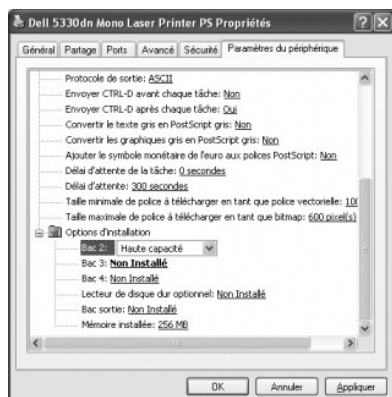 Dell 5330dn Mono Laser Printer PS Propriétés
Général Partage Ports Avancé Sécurité Paramètres du périphérique
Protocole de sortie: ASCII
Envoyer CTRL-D avant chaque tâche: Non
Envoyer CTRL-D après chaque tâche: Oui
Convertir le texte gris en PostScript gris: Non
Convertir les graphiques gris en PostScript gris: Non
Ajouter le symbole monétaire de l'euro aux polices PostScript: Non
Délai d'attente de la tâche: 0 secondes
Délai d'attente: 300 secondes
Taille minimale de police à télécharger en tant que police vectorielle: 100
Taille maximale de police à télécharger en tant que bitmap: 600 pixel(s)
Options d'installation
Bac 2: Haute capacité
Bac 3: Non Installé
Bac 4: Non Installé
Lecteur de disque dur optionnel: Non Installé
Bac sortie: Non Installé
Mémoire installée: 256 MB
OK Annuler Appliquer